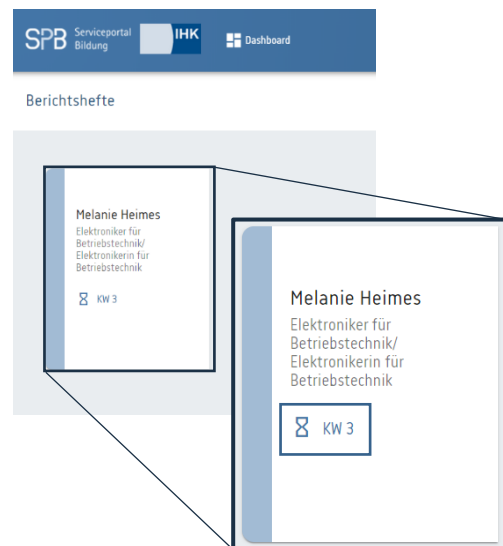 SPB Serviceportal Bildung IHK Dashboard
Berichtshefte
Melanie Heimes
Elektroniker für
Betriebstechnik/
Elektronikerin für
Betriebstechnik
KW 3
Melanie Heimes
Elektroniker für
Betriebstechnik/
Elektronikerin für
Betriebstechnik
KW 3